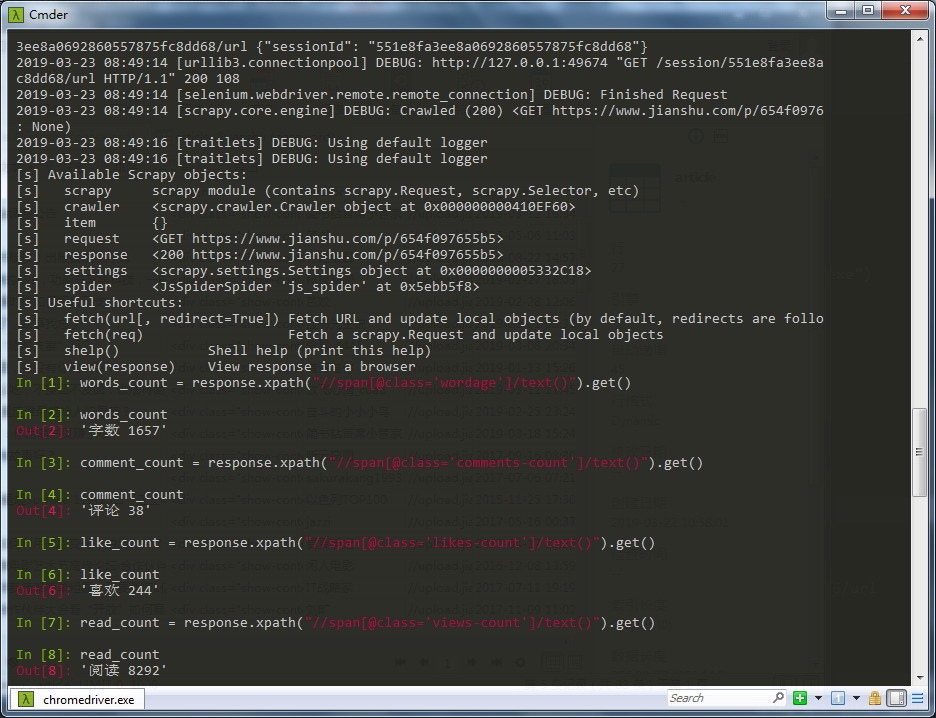 Cmder
3ee8a0692860557875fc8dd68/url {"sessionId": "551e8fa3ee8a0692860557875fc8dd68"}
2019-03-23 08:49:14 [urllib3.connectionpool] DEBUG: http://127.0.0.1:49674 "GET /session/551e8fa3ee8a
c8dd68/url HTTP/1.1" 200 108
2019-03-23 08:49:14 [selenium.webdriver.remote.remote_connection] DEBUG: Finished Request
2019-03-23 08:49:14 [scrapy.core.engine] DEBUG: Crawled (200) <GET https://www.jianshu.com/p/654f0976
: None)
2019-03-23 08:49:16 [traitlets] DEBUG: Using default logger
2019-03-23 08:49:16 [traitlets] DEBUG: Using default logger
[s] Available Scrapy objects:
[s]   scrapy     scrapy module (contains scrapy.Request, scrapy.Selector, etc)
[s]   crawler    <scrapy.crawler.Crawler object at 0x000000000410EF60>
[s]   item       {}
[s]   request    <GET https://www.jianshu.com/p/654f097655b5>
[s]   response   <200 https://www.jianshu.com/p/654f097655b5>
[s]   settings   <scrapy.settings.Settings object at 0x0000000005332C18>
[s]   spider     <JsSpiderSpider 'js_spider' at 0x5ebb5f8>
[s] Useful shortcuts:
[s]   fetch(url[, redirect=True]) Fetch URL and update local objects (by default, redirects are follo
[s]   fetch(req)                  Fetch a scrapy.Request and update local objects
[s]   shelp()           Shell help (print this help)
[s]   view(response)    View response in a browser
In [1]: words_count = response.xpath("//span[@class='wordage']/text()").get()
In [2]: words_count
Out[2]: '字数 1657'
In [3]: comment_count = response.xpath("//span[@class='comments-count']/text()").get()
In [4]: comment_count
Out[4]: '评论 38'
In [5]: like_count = response.xpath("//span[@class='likes-count']/text()").get()
In [6]: like_count
Out[6]: '喜欢 244'
In [7]: read_count = response.xpath("//span[@class='views-count']/text()").get()
In [8]: read_count
Out[8]: '阅读 8292'
chromedriver.exe
Search